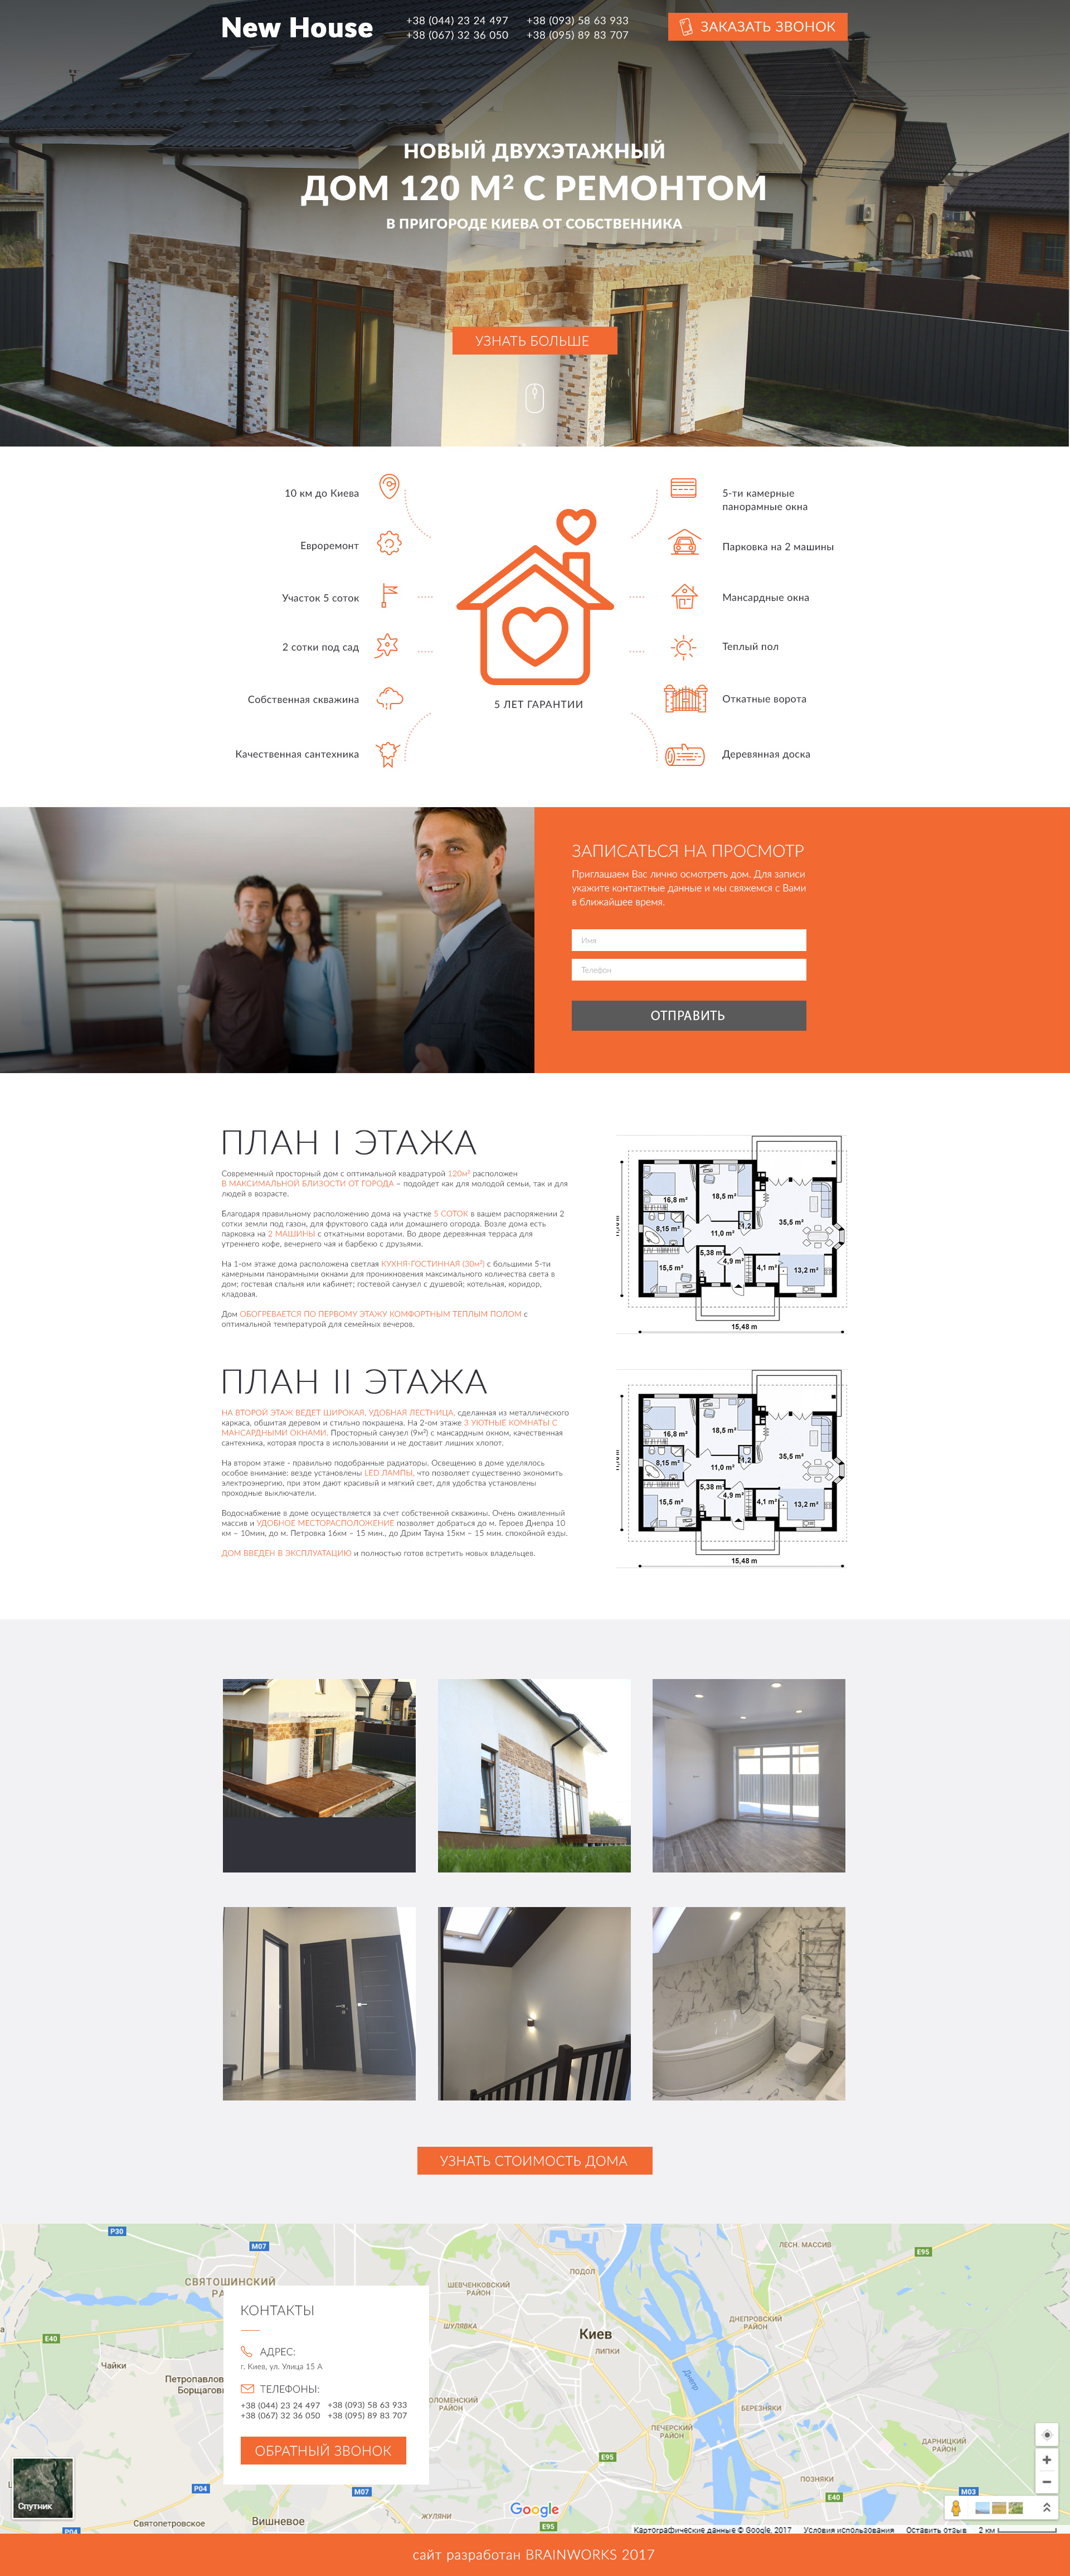 New House
+38 (044) 23 24 497
+38 (093) 58 63 933
+38 (067) 32 36 050
+38 (095) 89 83 707
ЗАКАЗАТЬ ЗВОНОК
НОВЫЙ ДВУХЭТАЖНЫЙ
ДОМ 120 М² С РЕМОНТОМ
В ПРИГОРОДЕ КИЕВА ОТ СОБСТВЕННИКА
УЗНАТЬ БОЛЬШЕ
10 км до Киева
Евроремонт
Участок 5 соток
2 сотки под сад
Собственная скважина
Качественная сантехника
5 ЛЕТ ГАРАНТИИ
5-ти камерные
панорамные окна
Парковка на 2 машины
Мансардные окна
Теплый пол
Откатные ворота
Деревянная доска
ЗАПИСАТЬСЯ НА ПРОСМОТР
Приглашаем Вас лично осмотреть дом. Для записи
укажите контактные данные и мы свяжемся с Вами
в ближайшее время.
Имя
Телефон
ОТПРАВИТЬ
ПЛАН I ЭТАЖА
Современный просторный дом с оптимальной квадратурой 120м² расположен
В МАКСИМАЛЬНОЙ БЛИЗОСТИ ОТ ГОРОДА – подойдет как для молодой семьи, так и для
людей в возрасте.
Благодаря правильному расположению дома на участке 5 СОТОК в вашем распоряжении 2
сотки земли под газон, для фруктового сада или домашнего огорода. Возле дома есть
парковка на 2 МАШИНЫ с откатными воротами. Во дворе деревянная терраса для
утреннего кофе, вечернего чая и барбекю с друзьями.
На 1-ом этаже дома расположена светлая КУХНЯ-ГОСТИННАЯ (30м²) с большими 5-ти
камерными панорамными окнами для проникновения максимального количества света в
дом; гостевая спальня или кабинет; гостевой санузел с душевой; котельная, коридор,
кладовая.
Дом ОБОГРЕВАЕТСЯ ПО ПЕРВОМУ ЭТАЖУ КОМФОРТНЫМ ТЕПЛЫМ ПОЛОМ с
оптимальной температурой для семейных вечеров.
16,8 m²
18,5 m²
35,5 m²
8,15 m²
11,0 m²
1,2
5,38 m²
4,9 m²
15,5 m²
4,1 m²
13,2 m²
15,48 m
ПЛАН II ЭТАЖА
НА ВТОРОЙ ЭТАЖ ВЕДЕТ ШИРОКАЯ, УДОБНАЯ ЛЕСТНИЦА, сделанная из металлического
каркаса, обшитая деревом и стильно покрашена. На 2-ом этаже 3 УЮТНЫЕ КОМНАТЫ С
МАНСАРДНЫМИ ОКНАМИ. Просторный санузел (9м²) с мансардным окном, качественная
сантехника, которая проста в использовании и не доставит лишних хлопот.
На втором этаже - правильно подобранные радиаторы. Освещению в доме уделялось
особое внимание: везде установлены LED ЛАМПЫ, что позволяет существенно экономить
электроэнергию, при этом дают красивый и мягкий свет, для удобства установлены
проходные выключатели.
Водоснабжение в доме осуществляется за счет собственной скважины. Очень оживленный
массив и УДОБНОЕ МЕСТОРАСПОЛОЖЕНИЕ позволяет добраться до м. Героев Днепра 10
км – 10мин, до м. Петровка 16км – 15 мин., до Дрим Тауна 15км – 15 мин. спокойной езды.
ДОМ ВВЕДЕН В ЭКСПЛУАТАЦИЮ и полностью готов встретить новых владельцев.
16,8 m²
18,5 m²
35,5 m²
8,15 m²
11,0 m²
1,2
5,38 m²
4,9 m²
15,5 m²
4,1 m²
13,2 m²
15,48 m
УЗНАТЬ СТОИМОСТЬ ДОМА
P30
M07
E95
ЛЕСН. МАССИВ
ПОДОЛ
СВЯТОШИНСКИЙ
ШЕВЧЕНКОВСКИЙ
РАЙОН
ДНЕПРОВСКИЙ
РАЙОН
ШУЛЯВКА
Киев
ЛИПКИ
E40
Чайки
Петропавлов
Борщагов
Днепр
ОЛОМЕНСКИЙ
РАЙОН
БЕРЕЗНЯКИ
ПЕЧЕРСКИЙ
РАЙОН
ДАРНИЦКИЙ
РАЙОН
E95
ПОЗНЯКИ
P04
M07
M03
E40
ЖУЛЯНИ
Вишневое
Святопетровское
E95
P04
КОНТАКТЫ
АДРЕС:
г. Киев, ул. Улица 15 А
ТЕЛЕФОНЫ:
+38 (044) 23 24 497
+38 (093) 58 63 933
+38 (067) 32 36 050
+38 (095) 89 83 707
ОБРАТНЫЙ ЗВОНОК
Спутник
Google
Картографические данные © Google, 2017
Условия использования
Оставить отзыв
2 км
сайт разработан BRAINWORKS 2017